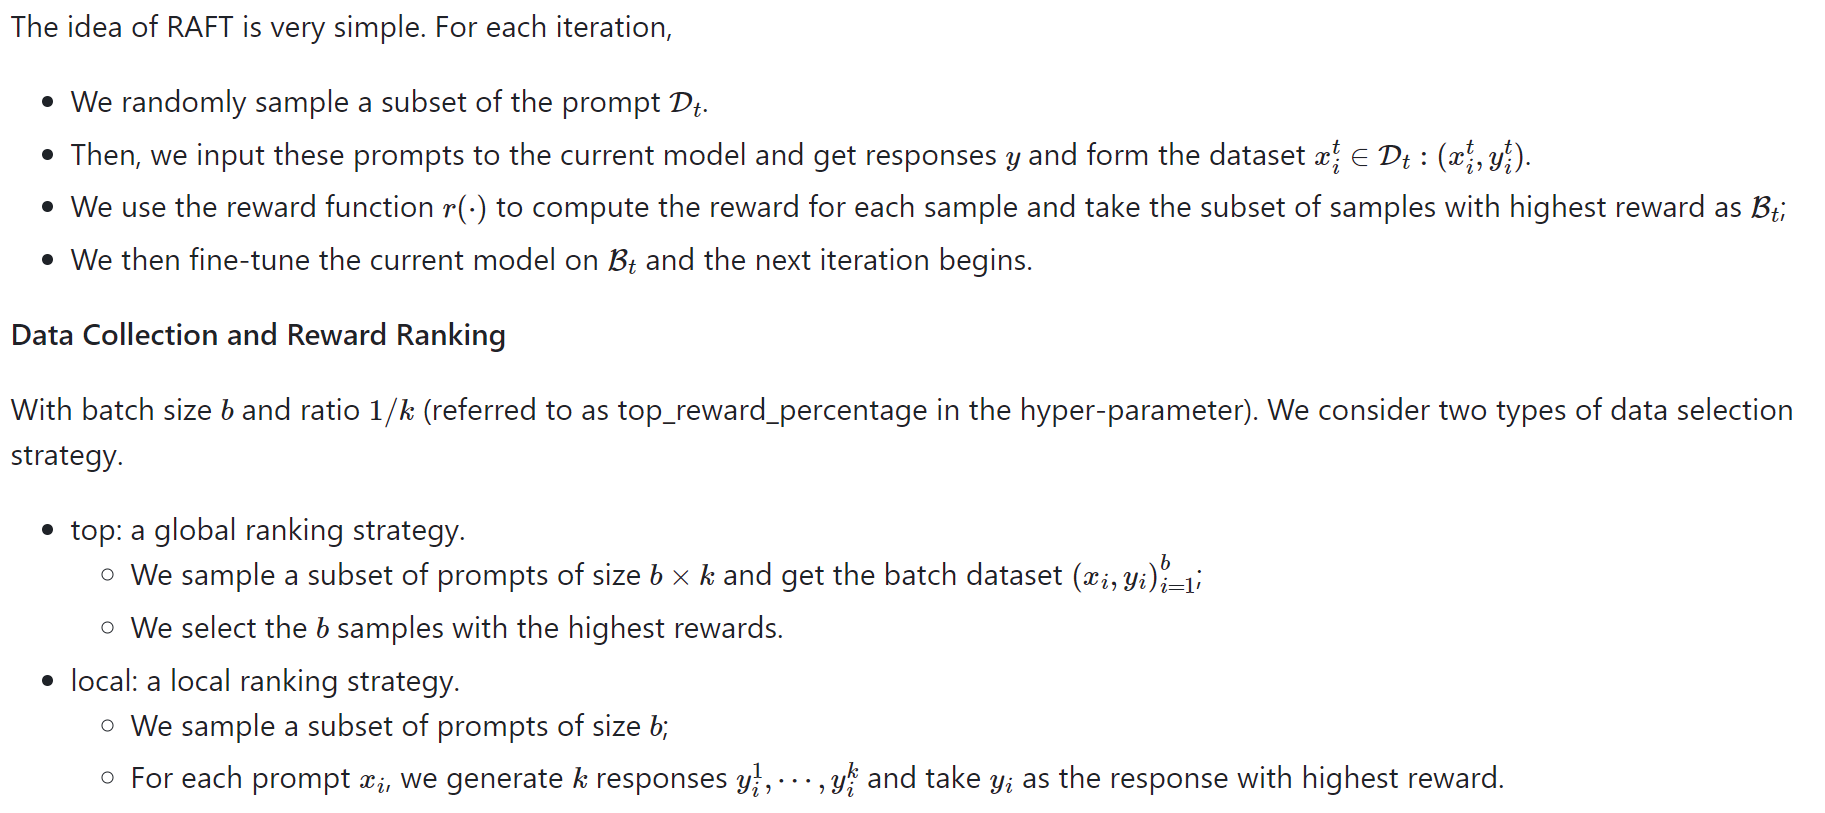 The idea of RAFT is very simple. For each iteration,
• We randomly sample a subset of the prompt $\mathcal{D}_t$.
• Then, we input these prompts to the current model and get responses $y$ and form the dataset $x_i^t \in \mathcal{D}_t : (x_i^t, y_i^t)$.
• We use the reward function $r(\cdot)$ to compute the reward for each sample and take the subset of samples with highest reward as $\mathcal{B}_t$;
• We then fine-tune the current model on $\mathcal{B}_t$ and the next iteration begins.
Data Collection and Reward Ranking
With batch size $b$ and ratio $1/k$ (referred to as top_reward_percentage in the hyper-parameter). We consider two types of data selection
strategy.
• top: a global ranking strategy.
◦ We sample a subset of prompts of size $b \times k$ and get the batch dataset $(x_i, y_i)_{i=1}^b$;
◦ We select the $b$ samples with the highest rewards.
• local: a local ranking strategy.
◦ We sample a subset of prompts of size $b$;
◦ For each prompt $x_i$, we generate $k$ responses $y_i^1, \cdots, y_i^k$ and take $y_i$ as the response with highest reward.